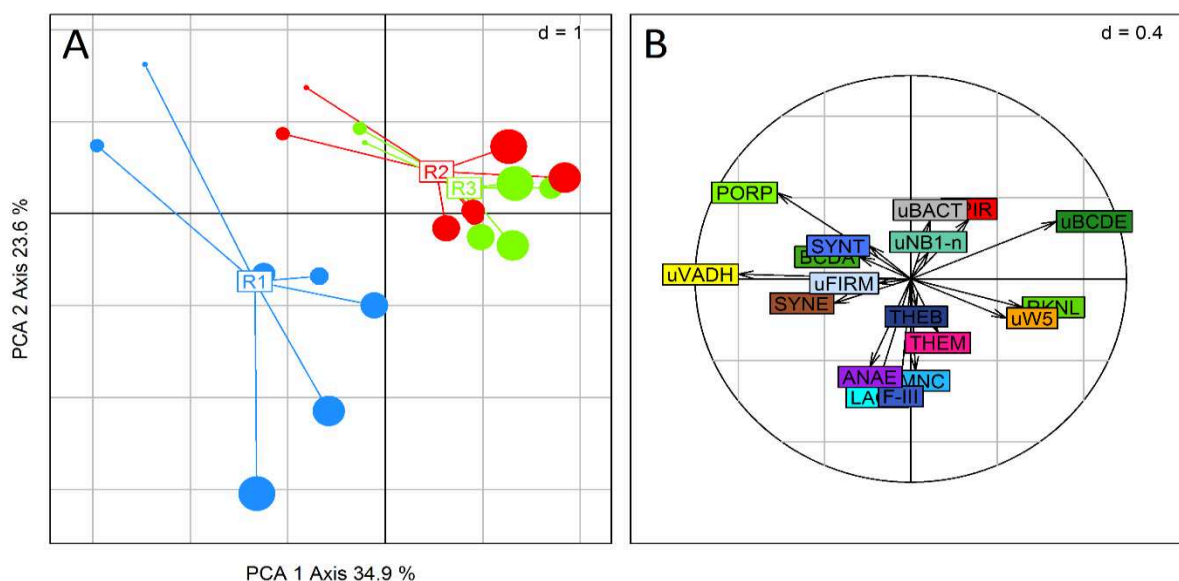 A
d = 1
R2
R3
R1
PCA 2 Axis 23.6 %
PCA 1 Axis 34.9 %
B
d = 0.4
PORP
uBACT
uBCDE
SYNT
uNB1-n
uVADH
uFIRM
SYNE
THEB
uW5
THEM
ANAE
F-III